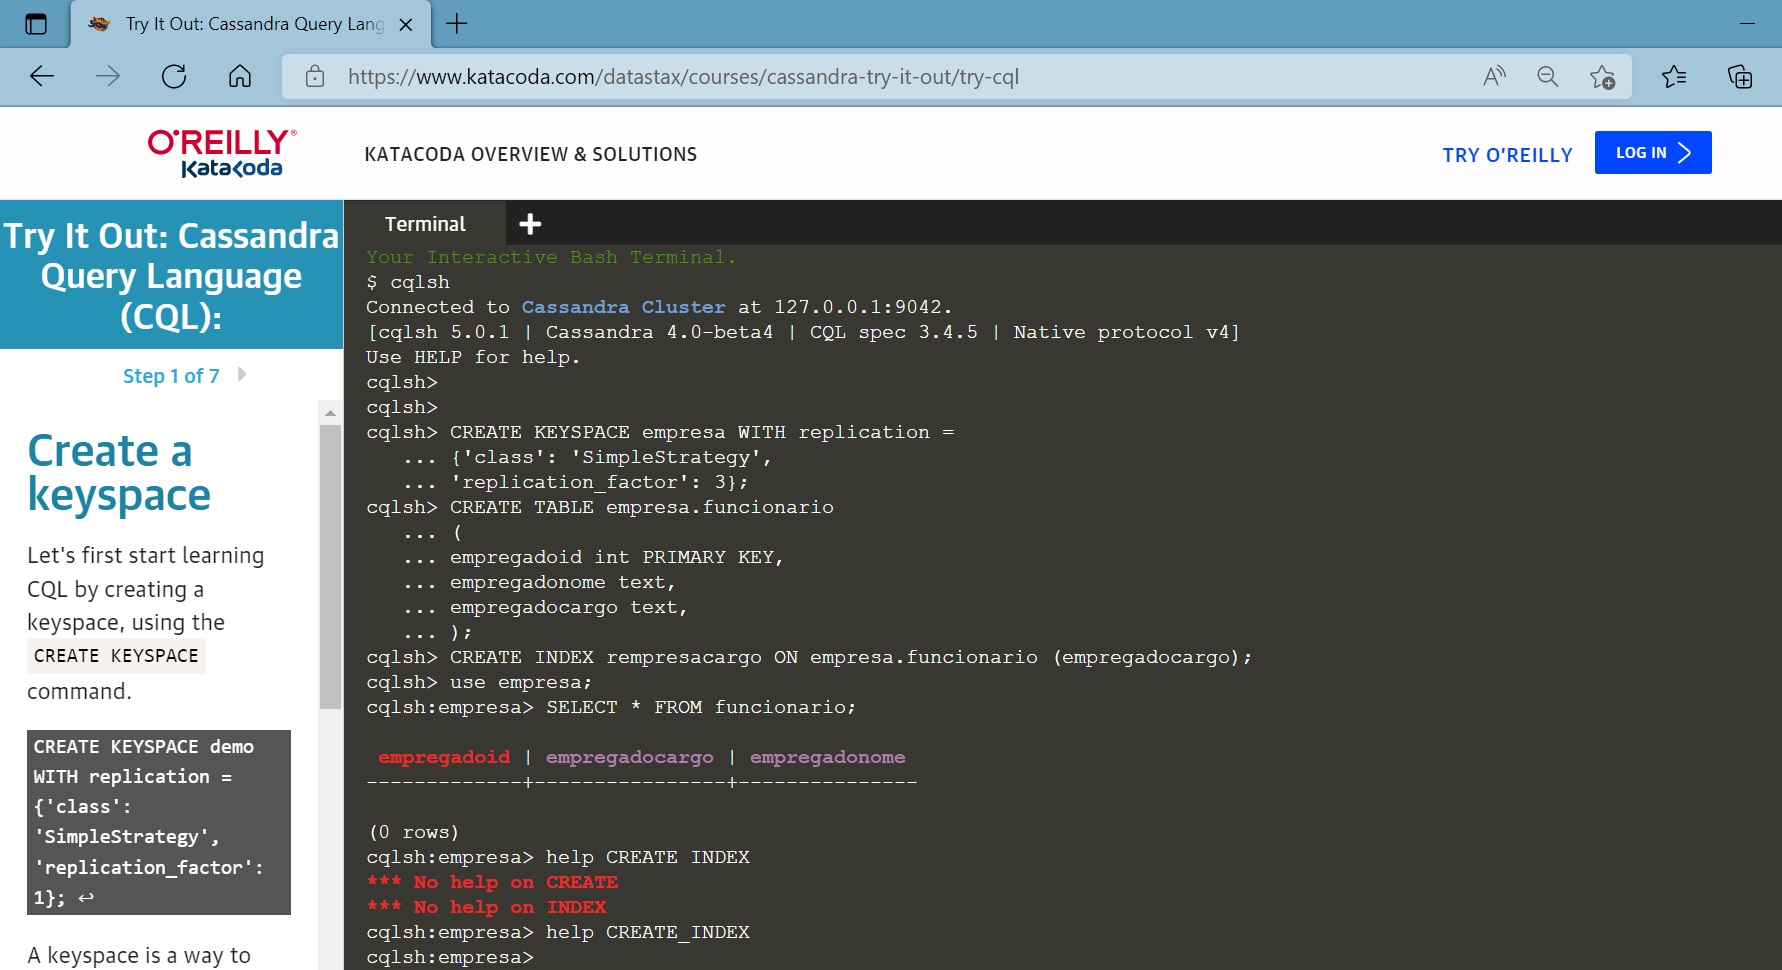 Try It Out: Cassandra Query Lang
https://www.katacoda.com/datastax/courses/cassandra-try-it-out/try-cql
O'REILLY®
Katacoda
KATACODA OVERVIEW & SOLUTIONS
TRY O'REILLY
LOG IN
Try It Out: Cassandra
Query Language
(CQL):
Step 1 of 7
Create a
keyspace
Let's first start learning
CQL by creating a
keyspace, using the
CREATE KEYSPACE
command.
CREATE KEYSPACE demo
WITH replication =
{'class':
'SimpleStrategy',
'replication_factor':
1}; ↩
A keyspace is a way to
Terminal
Your Interactive Bash Terminal.
$ cqlsh
Connected to Cassandra Cluster at 127.0.0.1:9042.
[cqlsh 5.0.1 | Cassandra 4.0-beta4 | CQL spec 3.4.5 | Native protocol v4]
Use HELP for help.
cqlsh>
cqlsh>
cqlsh> CREATE KEYSPACE empresa WITH replication =
   ... {'class': 'SimpleStrategy',
   ... 'replication_factor': 3};
cqlsh> CREATE TABLE empresa.funcionario
   ... (
   ... empregadoid int PRIMARY KEY,
   ... empregadonome text,
   ... empregadocargo text,
   ... );
cqlsh> CREATE INDEX rempresacargo ON empresa.funcionario (empregadocargo);
cqlsh> use empresa;
cqlsh:empresa> SELECT * FROM funcionario;
 empregadoid | empregadocargo | empregadonome
-------------+----------------+---------------
(0 rows)
cqlsh:empresa> help CREATE INDEX
*** No help on CREATE
*** No help on INDEX
cqlsh:empresa> help CREATE_INDEX
cqlsh:empresa>